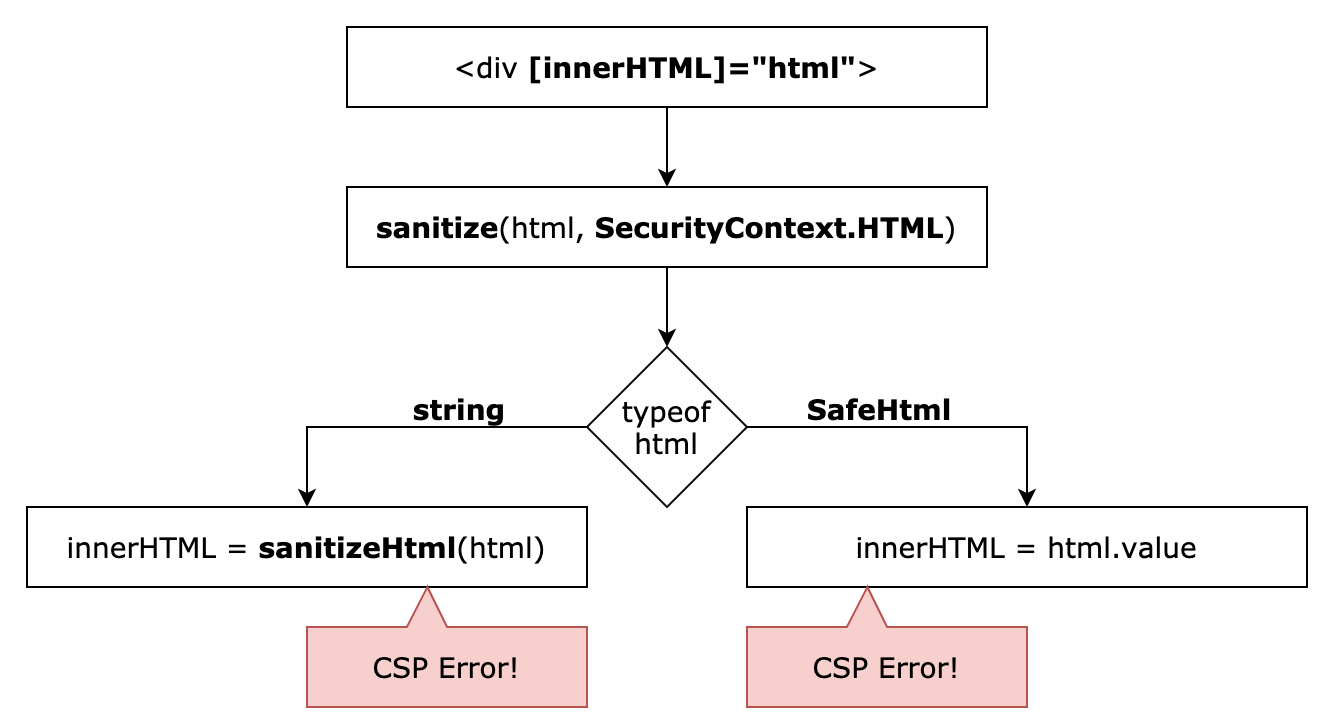 <div [innerHTML]="html">
sanitize(html, SecurityContext.HTML)
string
typeof
html
SafeHtml
innerHTML = sanitizeHtml(html)
innerHTML = html.value
CSP Error!
CSP Error!